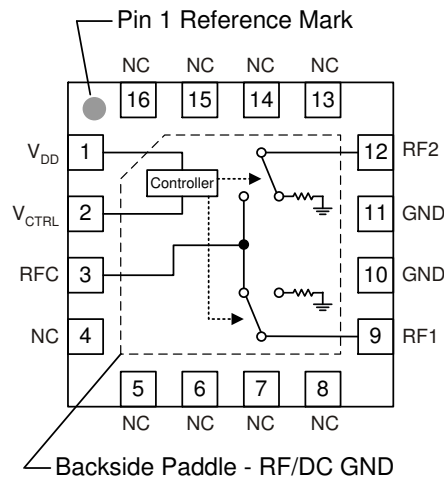 Pin 1 Reference Mark
NC NC NC NC
16 15 14 13
V_DD 1 12 RF2
Controller
V_CTRL 2 11 GND
RFC 3 10 GND
NC 4 9 RF1
5 6 7 8
NC NC NC NC
Backside Paddle - RF/DC GND